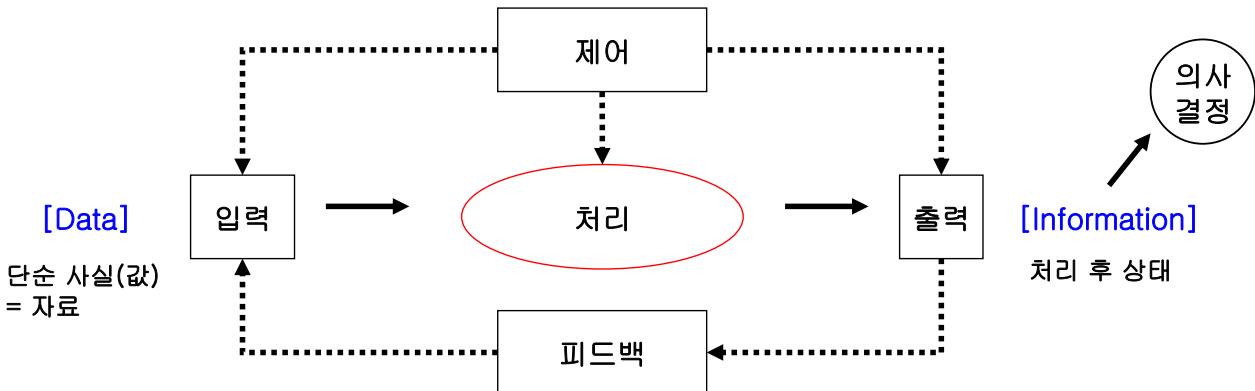 제어
의사
결정
[Data]
입력
처리
출력
[Information]
단순 사실(값)
= 자료
처리 후 상태
피드백